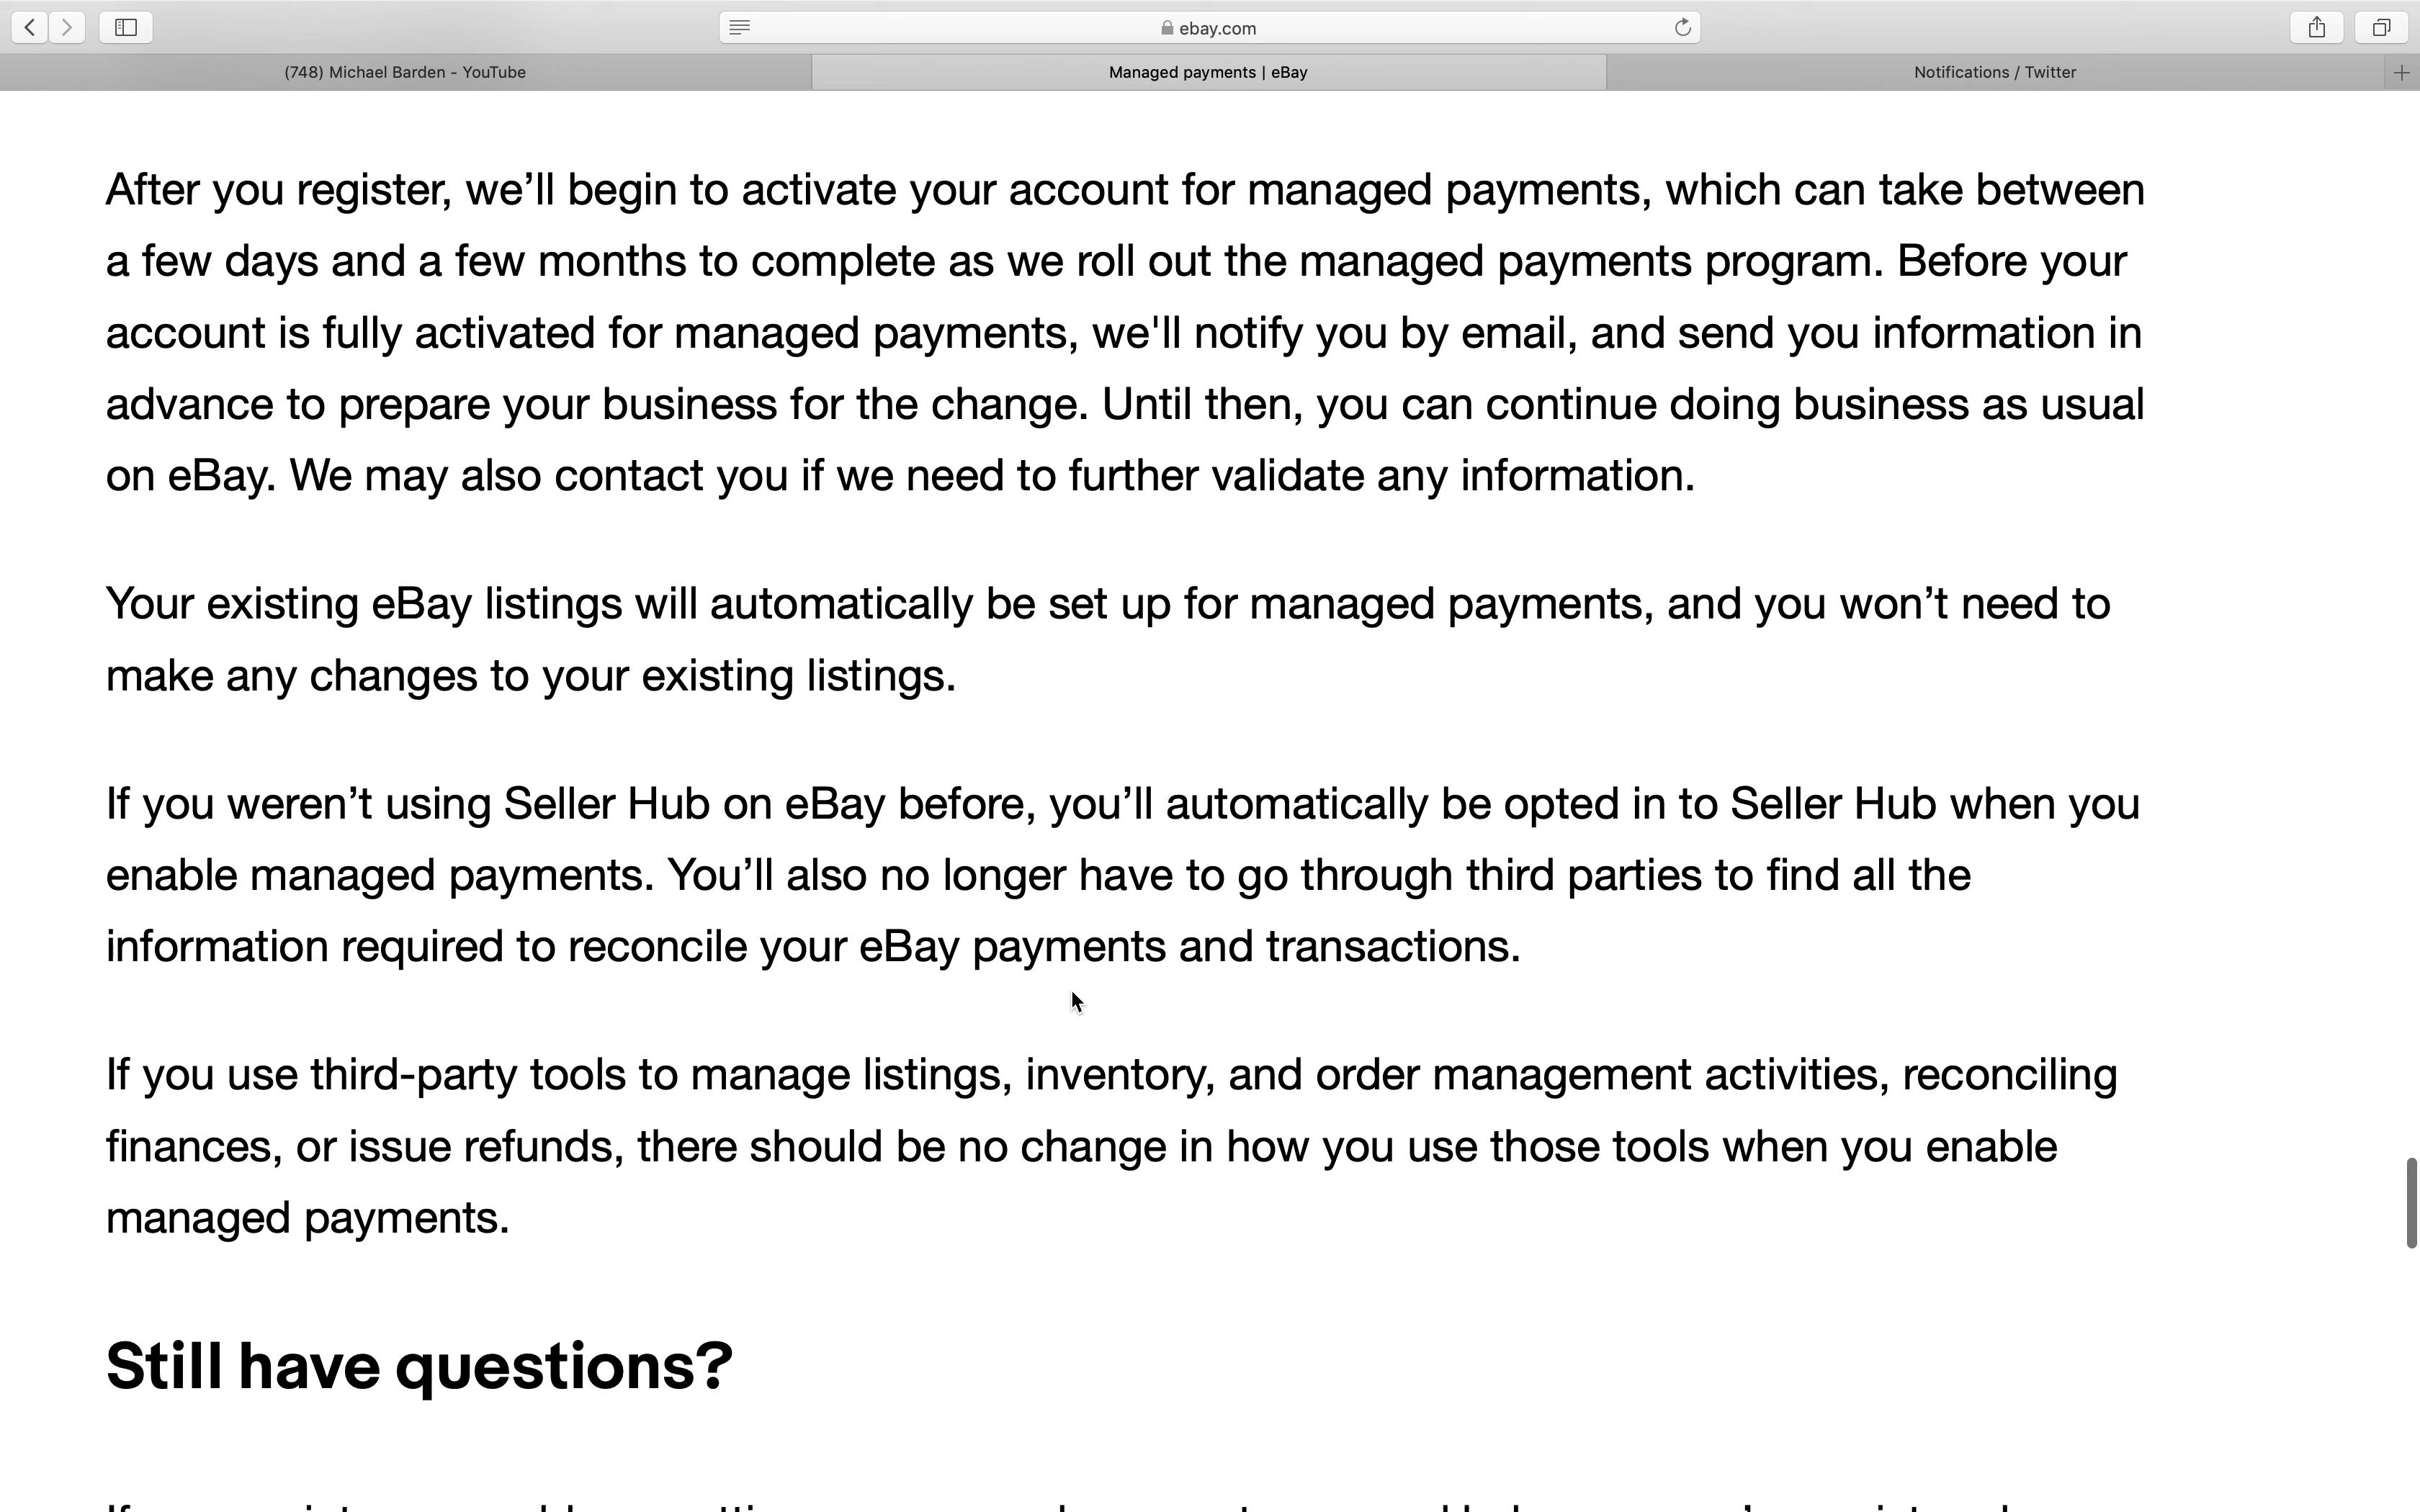 ebay.com
(748) Michael Barden - YouTube
Managed payments | eBay
Notifications / Twitter
After you register, we’ll begin to activate your account for managed payments, which can take between
a few days and a few months to complete as we roll out the managed payments program. Before your
account is fully activated for managed payments, we'll notify you by email, and send you information in
advance to prepare your business for the change. Until then, you can continue doing business as usual
on eBay. We may also contact you if we need to further validate any information.
Your existing eBay listings will automatically be set up for managed payments, and you won’t need to
make any changes to your existing listings.
If you weren’t using Seller Hub on eBay before, you’ll automatically be opted in to Seller Hub when you
enable managed payments. You’ll also no longer have to go through third parties to find all the
information required to reconcile your eBay payments and transactions.
If you use third-party tools to manage listings, inventory, and order management activities, reconciling
finances, or issue refunds, there should be no change in how you use those tools when you enable
managed payments.
Still have questions?